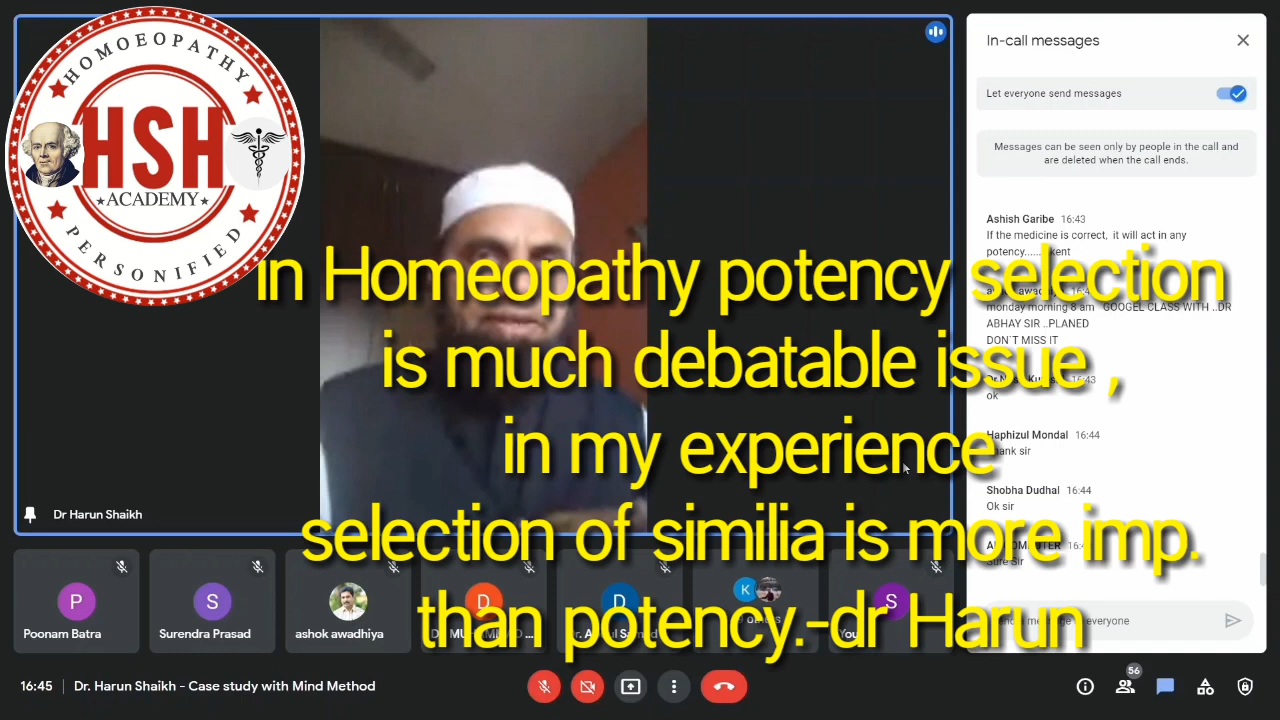 HOMOEOPATHY
HSH
ACADEMY
PERSONIFIED
in Homeopathy potency selection
is much debatable issue ,
in my experience
selection of similia is more imp.
than potency.-dr Harun
Dr Harun Shaikh
P
Poonam Batra
S
Surendra Prasad
ashok awadhiya
D
D
K
S
You
16:45
Dr. Harun Shaikh - Case study with Mind Method
56
In-call messages
Let everyone send messages
Messages can be seen only by people in the call and
are deleted when the call ends.
Ashish Garibe 16:43
If the medicine is correct, it will act in any
potency...... kent
monday morning 8 am GOOGEL CLASS WITH ..DR
ABHAY SIR ..PLANED
DON`T MISS IT
ok
Haphizul Mondal 16:44
sir
Shobha Dudhal 16:44
Ok sir
Sure Sir
everyone